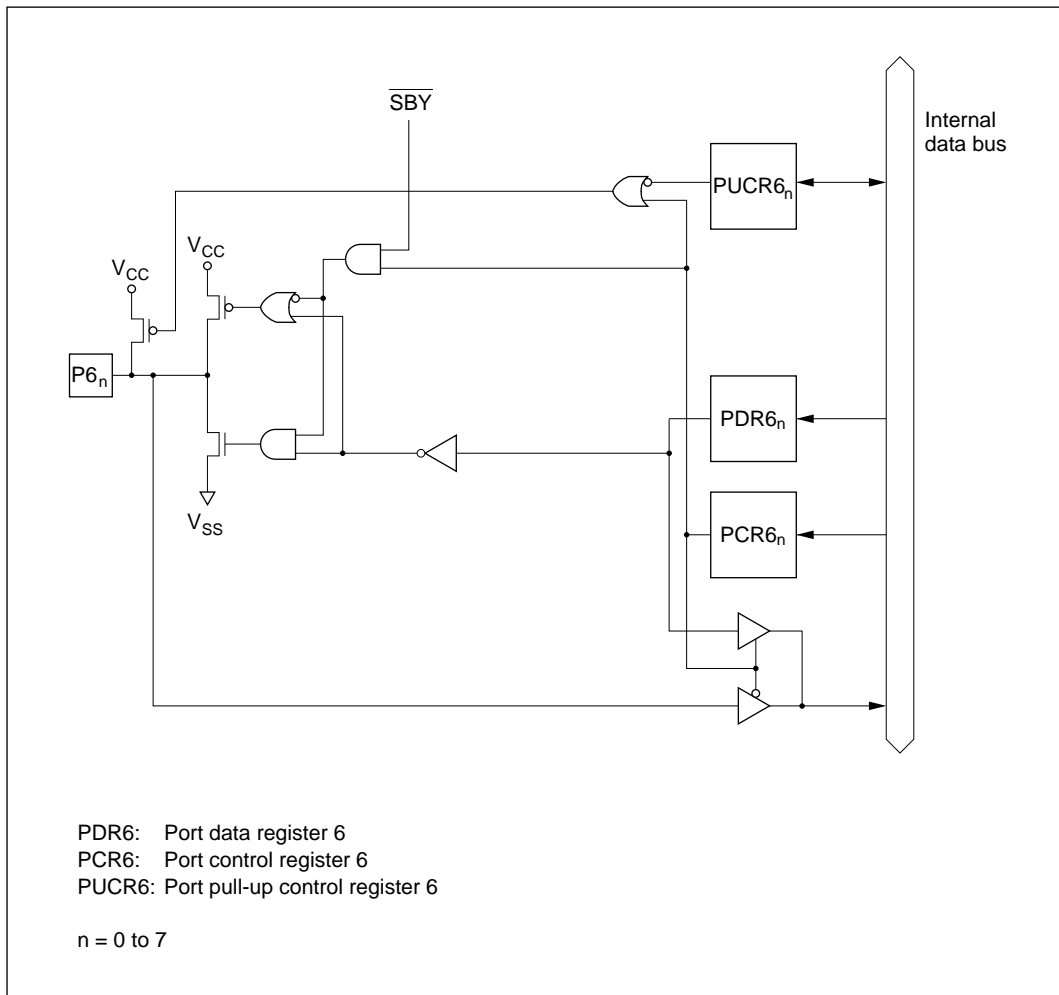 SBY
Internal
data bus
PUCR6n
VCC
VCC
P6n
PDR6n
VSS
PCR6n
PDR6: Port data register 6
PCR6: Port control register 6
PUCR6: Port pull-up control register 6
n = 0 to 7